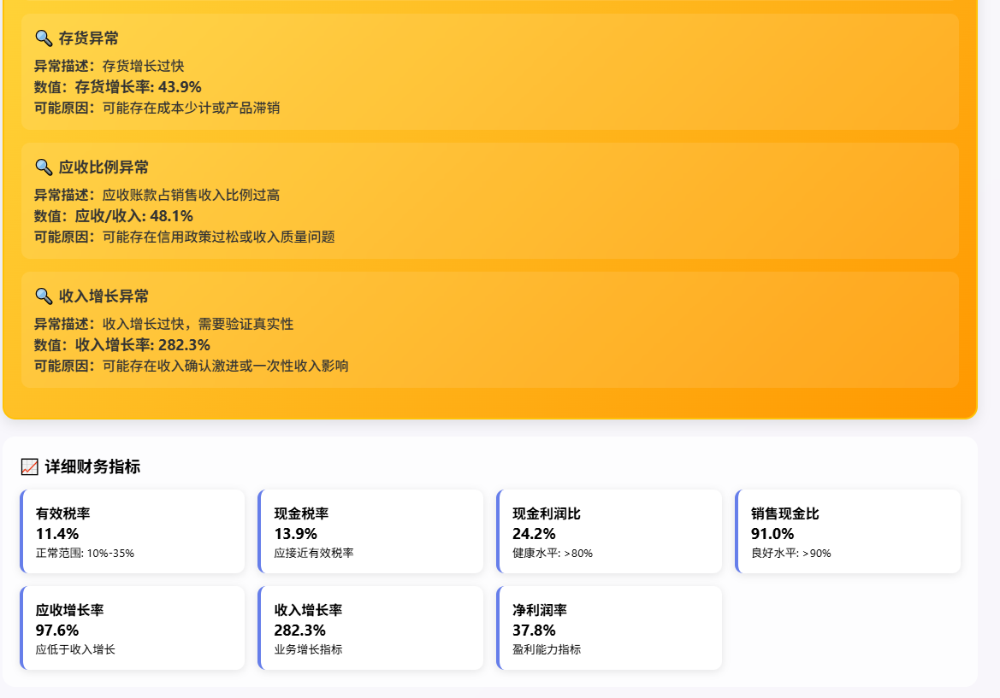 存货异常
异常描述：存货增长过快
数值：存货增长率: 43.9%
可能原因：可能存在成本少计或产品滞销
应收比例异常
异常描述：应收账款占销售收入比例过高
数值：应收/收入: 48.1%
可能原因：可能存在信用政策过松或收入质量问题
收入增长异常
异常描述：收入增长过快，需要验证真实性
数值：收入增长率: 282.3%
可能原因：可能存在收入确认激进或一次性收入影响
详细财务指标
有效税率
11.4%
正常范围: 10%-35%
现金税率
13.9%
应接近有效税率
现金利润比
24.2%
健康水平: >80%
销售现金比
91.0%
良好水平: >90%
应收增长率
97.6%
应低于收入增长
收入增长率
282.3%
业务增长指标
净利润率
37.8%
盈利能力指标